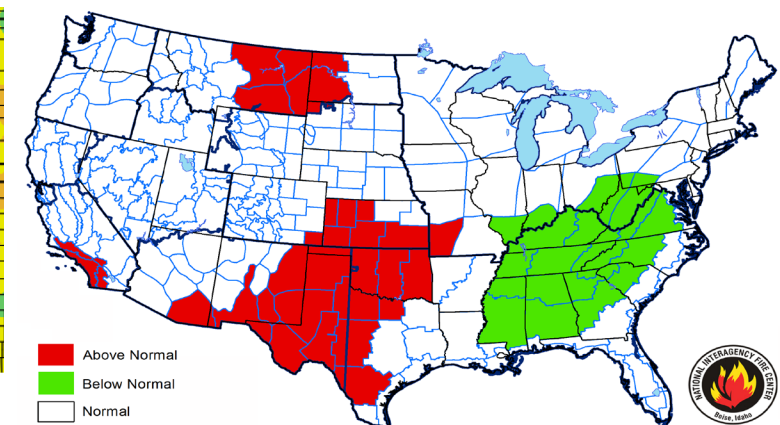 Above Normal
Below Normal
Normal
NATIONAL INTERAGENCY FIRE CENTER
Boise, Idaho